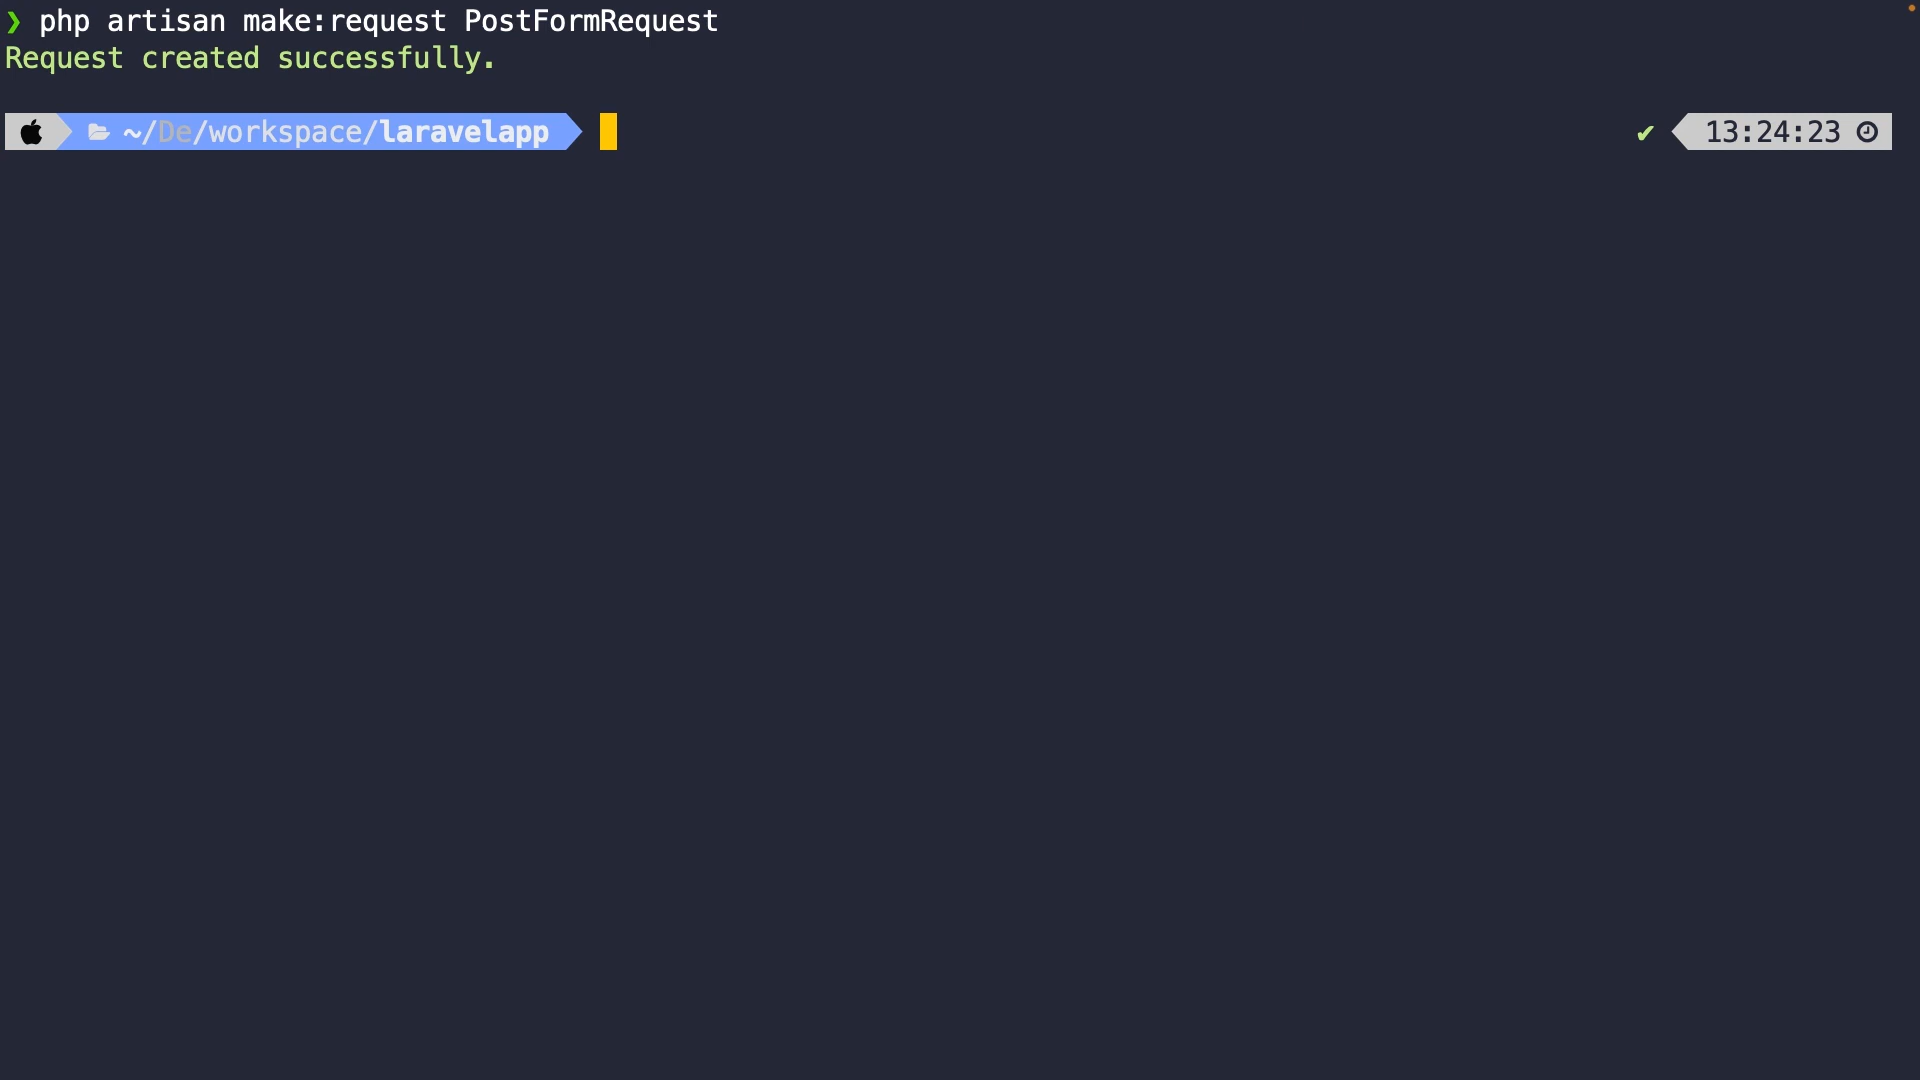 ❯ php artisan make:request PostFormRequest
Request created successfully.
~/De/workspace/laravelapp ✔ 13:24:23